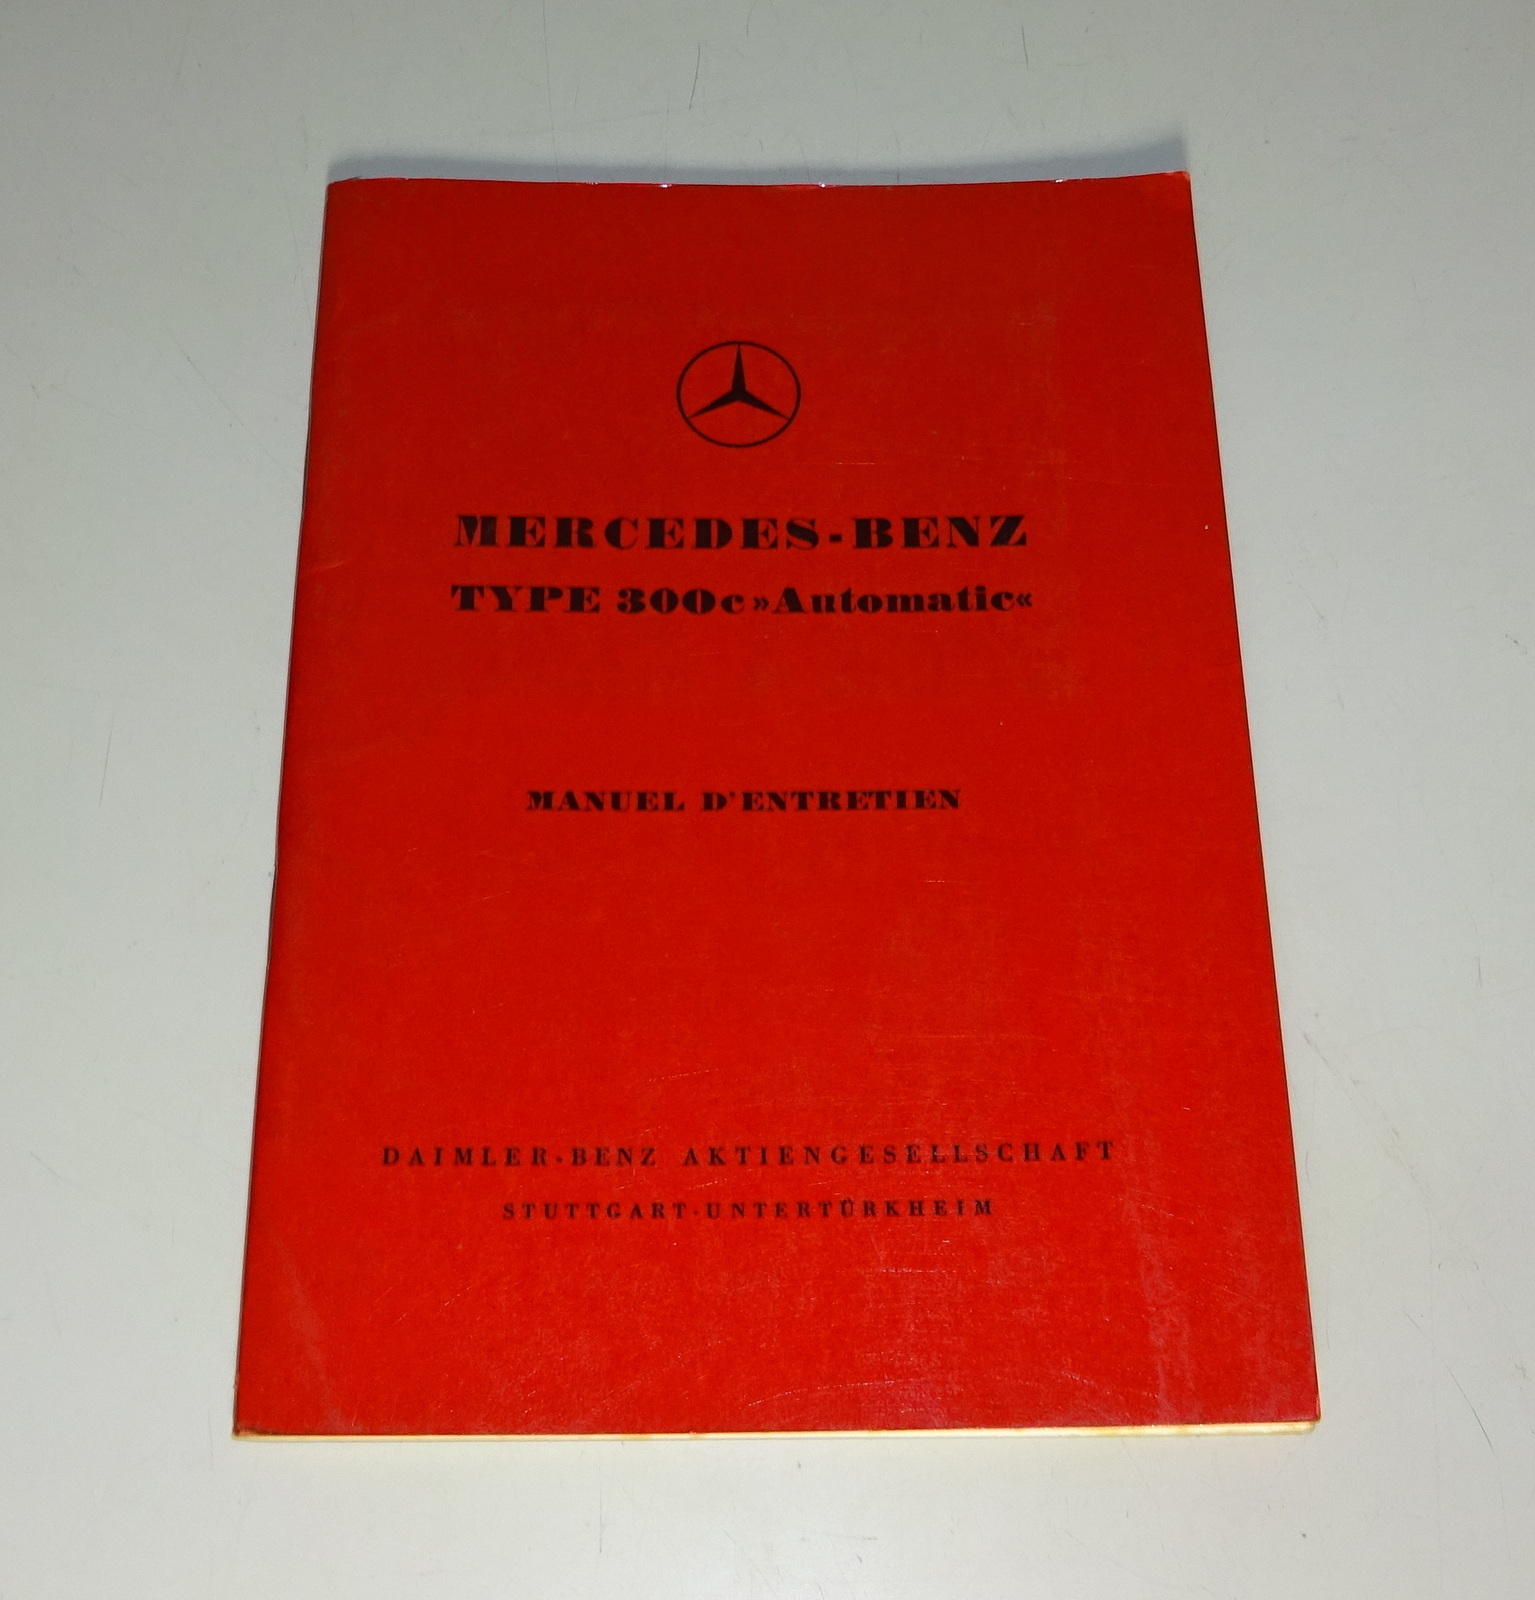 MERCEDES-BENZ
TYPE 300c »Automatic«
MANUEL D'ENTRETIEN
DAIMLER-BENZ AKTIENGESELLSCHAFT
STUTTGART-UNTERTÜRKHEIM